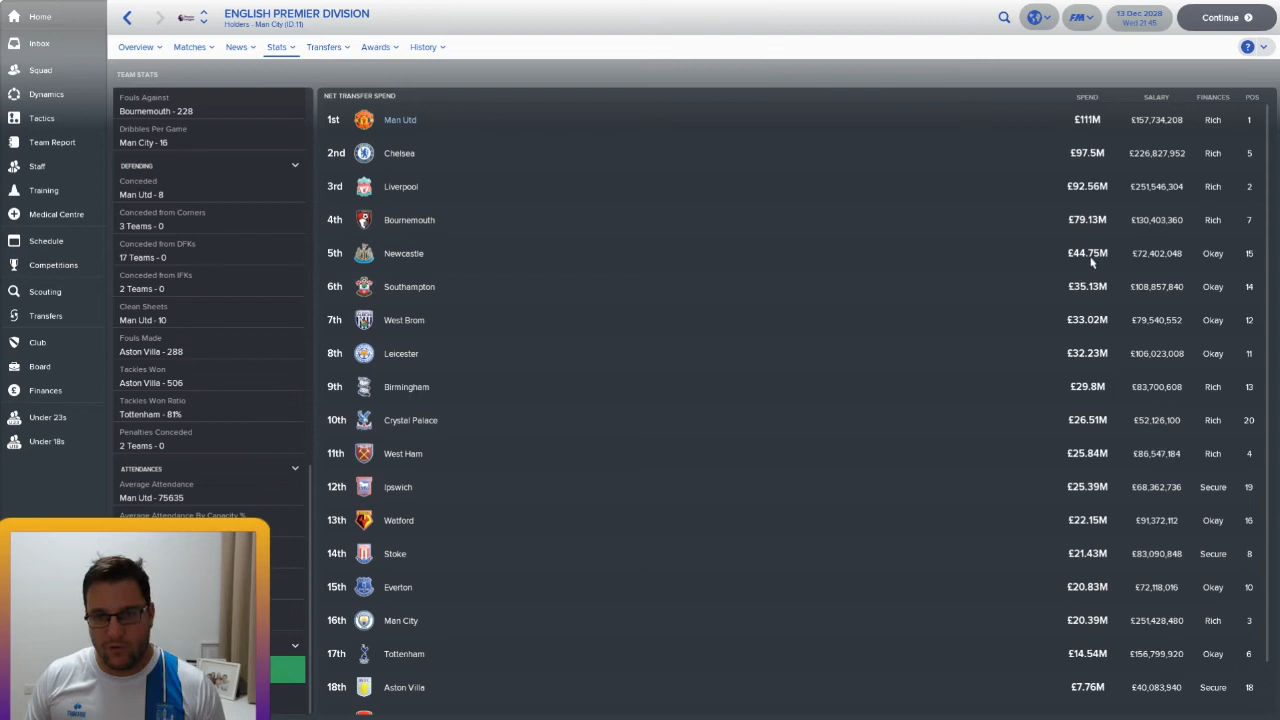 Home
Inbox
Squad
Dynamics
Tactics
Team Report
Staff
Training
Medical Centre
Schedule
Competitions
Scouting
Transfers
Club
Board
Finances
Under 23s
Under 18s
ENGLISH PREMIER DIVISION
Holders - Man City (ID:11)
FM
13 Dec 2028
Wed 21:45
Continue
Overview
Matches
News
Stats
Transfers
Awards
History
?
TEAM STATS
Fouls Against
Bournemouth - 228
Dribbles Per Game
Man City - 16
DEFENDING
Conceded
Man Utd - 8
Conceded from Corners
3 Teams - 0
Conceded from DFKs
17 Teams - 0
Conceded from IFKs
2 Teams - 0
Clean Sheets
Man Utd - 10
Fouls Made
Aston Villa - 288
Tackles Won
Aston Villa - 506
Tackles Won Ratio
Tottenham - 81%
Penalties Conceded
2 Teams - 0
ATTENDANCES
Average Attendance
Man Utd - 75635
Average Attendance By Capacity %
NET TRANSFER SPEND SPEND SALARY FINANCES POS
1st Man Utd £111M £157,734,208 Rich 1
2nd Chelsea £97.5M £226,827,952 Rich 5
3rd Liverpool £92.56M £251,546,304 Rich 2
4th Bournemouth £79.13M £130,403,360 Rich 7
5th Newcastle £44.75M £72,402,048 Okay 15
6th Southampton £35.13M £108,857,840 Okay 14
7th West Brom £33.02M £79,540,552 Okay 12
8th Leicester £32.23M £106,023,008 Okay 11
9th Birmingham £29.8M £83,700,608 Rich 13
10th Crystal Palace £26.51M £52,126,100 Rich 20
11th West Ham £25.84M £86,547,184 Rich 4
12th Ipswich £25.39M £68,362,736 Secure 19
13th Watford £22.15M £91,372,112 Okay 16
14th Stoke £21.43M £83,090,848 Secure 8
15th Everton £20.83M £72,118,016 Okay 10
16th Man City £20.39M £251,428,480 Rich 3
17th Tottenham £14.54M £156,799,920 Okay 6
18th Aston Villa £7.76M £40,083,940 Secure 18